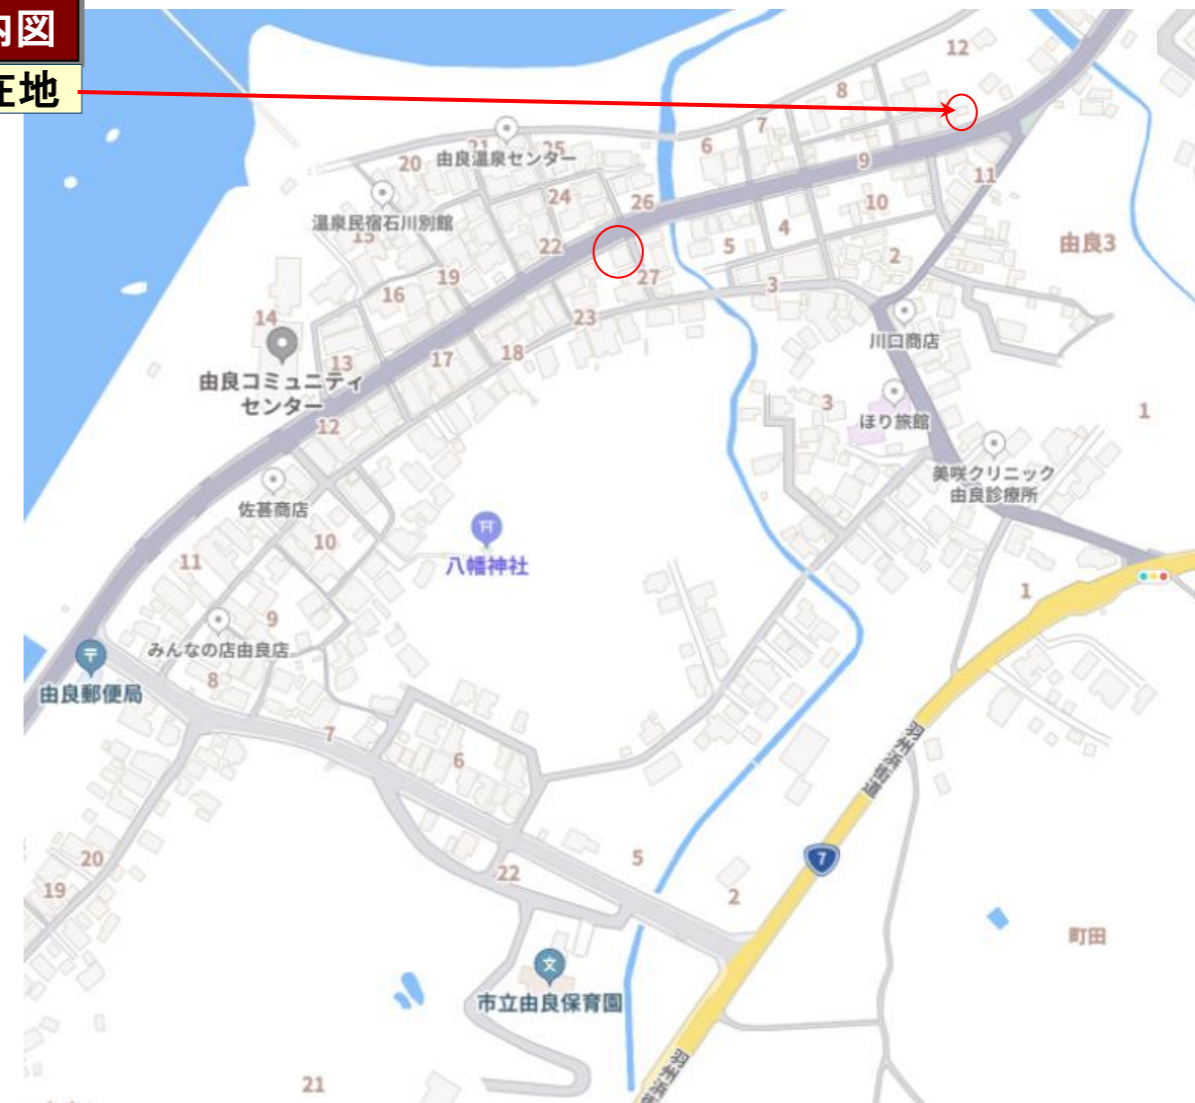 内図
在地
12
8
7
6
9
11
10
4
5
2
3
由良3
21
25
20
由良温泉センター
24
26
温泉民宿石川別館
15
22
27
19
16
23
14
13
17
18
由良コミュニティ
センター
12
川口商店
3
ほり旅館
1
美咲クリニック
由良診療所
佐甚商店
10
11
八幡神社
1
9
みんなの店由良店
8
由良郵便局
7
6
羽州浜街道
7
5
2
20
19
22
町田
市立由良保育園
21
羽州浜街